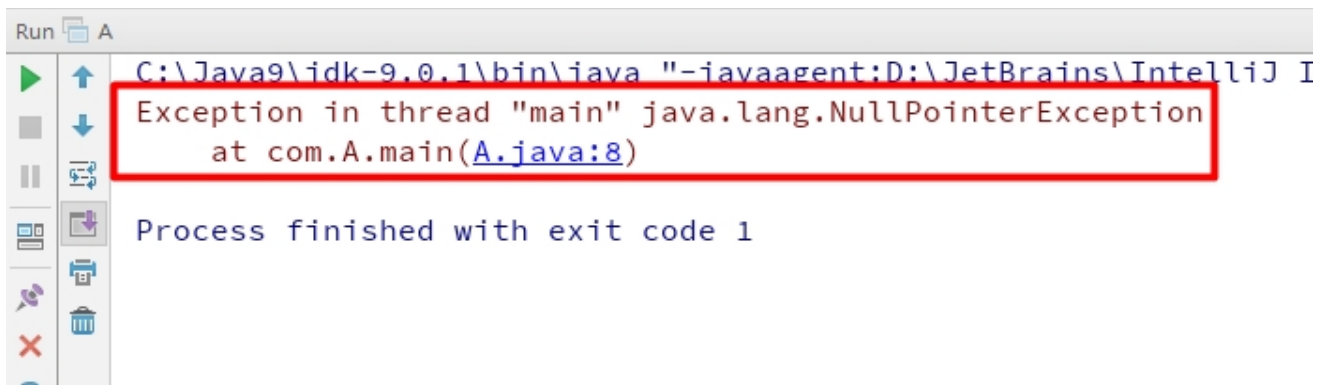 Run A
C:\Java9\jdk-9.0.1\bin\java "-javaagent:D:\JetBrains\IntelliJ I
Exception in thread "main" java.lang.NullPointerException
at com.A.main(A.java:8)
Process finished with exit code 1